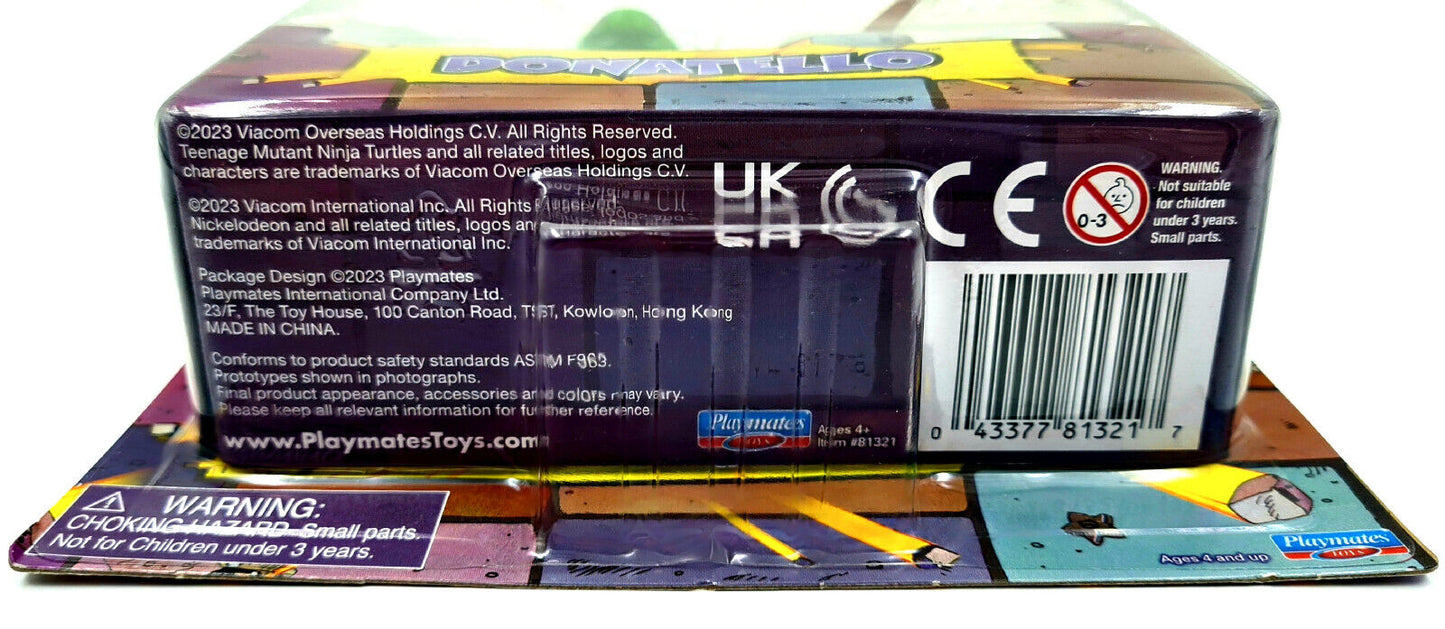 DONATELLO
©2023 Viacom Overseas Holdings C.V. All Rights Reserved.
Teenage Mutant Ninja Turtles and all related titles, logos and
characters are trademarks of Viacom Overseas Holdings C.V.
©2023 Viacom International Inc. All Rights Reserved.
Nickelodeon and all related titles, logos and
trademarks of Viacom International Inc.
Package Design ©2023 Playmates
Playmates International Company Ltd.
23/F, The Toy House, 100 Canton Road, TST, Kowloon, Hong Kong
MADE IN CHINA.
Conforms to product safety standards ASTM F963.
Prototypes shown in photographs.
Final product appearance, accessories and colors may vary.
Please keep all relevant information for further reference.
www.PlaymatesToys.com
UK
CA
CE
0-3
WARNING.
Not suitable
for children
under 3 years.
Small parts.
Playmates
TOYS
Ages 4+
Item #81321
0 43377 81321 7
WARNING:
CHOKING HAZARD-Small parts.
Not for Children under 3 years.
Ages 4 and up
Playmates
TOYS